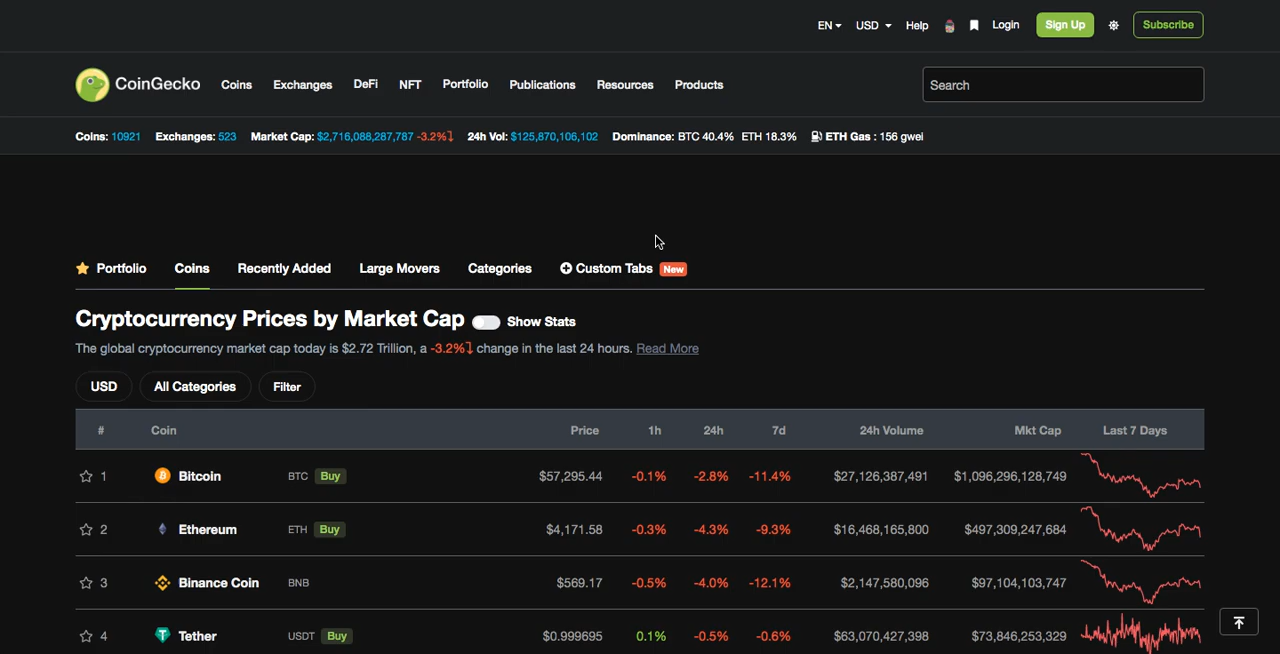 EN USD Help Login Sign Up Subscribe
CoinGecko Coins Exchanges DeFi NFT Portfolio Publications Resources Products Search
Coins: 10921 Exchanges: 523 Market Cap: $2,716,088,287,787 -3.2% 24h Vol: $125,870,106,102 Dominance: BTC 40.4% ETH 18.3% ETH Gas : 156 gwei
Portfolio Coins Recently Added Large Movers Categories Custom Tabs New
Cryptocurrency Prices by Market Cap Show Stats
The global cryptocurrency market cap today is $2.72 Trillion, a -3.2% change in the last 24 hours. Read More
USD All Categories Filter
# Coin Price 1h 24h 7d 24h Volume Mkt Cap Last 7 Days
1 Bitcoin BTC Buy $57,295.44 -0.1% -2.8% -11.4% $27,126,387,491 $1,096,296,128,749
2 Ethereum ETH Buy $4,171.58 -0.3% -4.3% -9.3% $16,468,165,800 $497,309,247,684
3 Binance Coin BNB $569.17 -0.5% -4.0% -12.1% $2,147,580,096 $97,104,103,747
4 Tether USDT Buy $0.999695 0.1% -0.5% -0.6% $63,070,427,398 $73,846,253,329